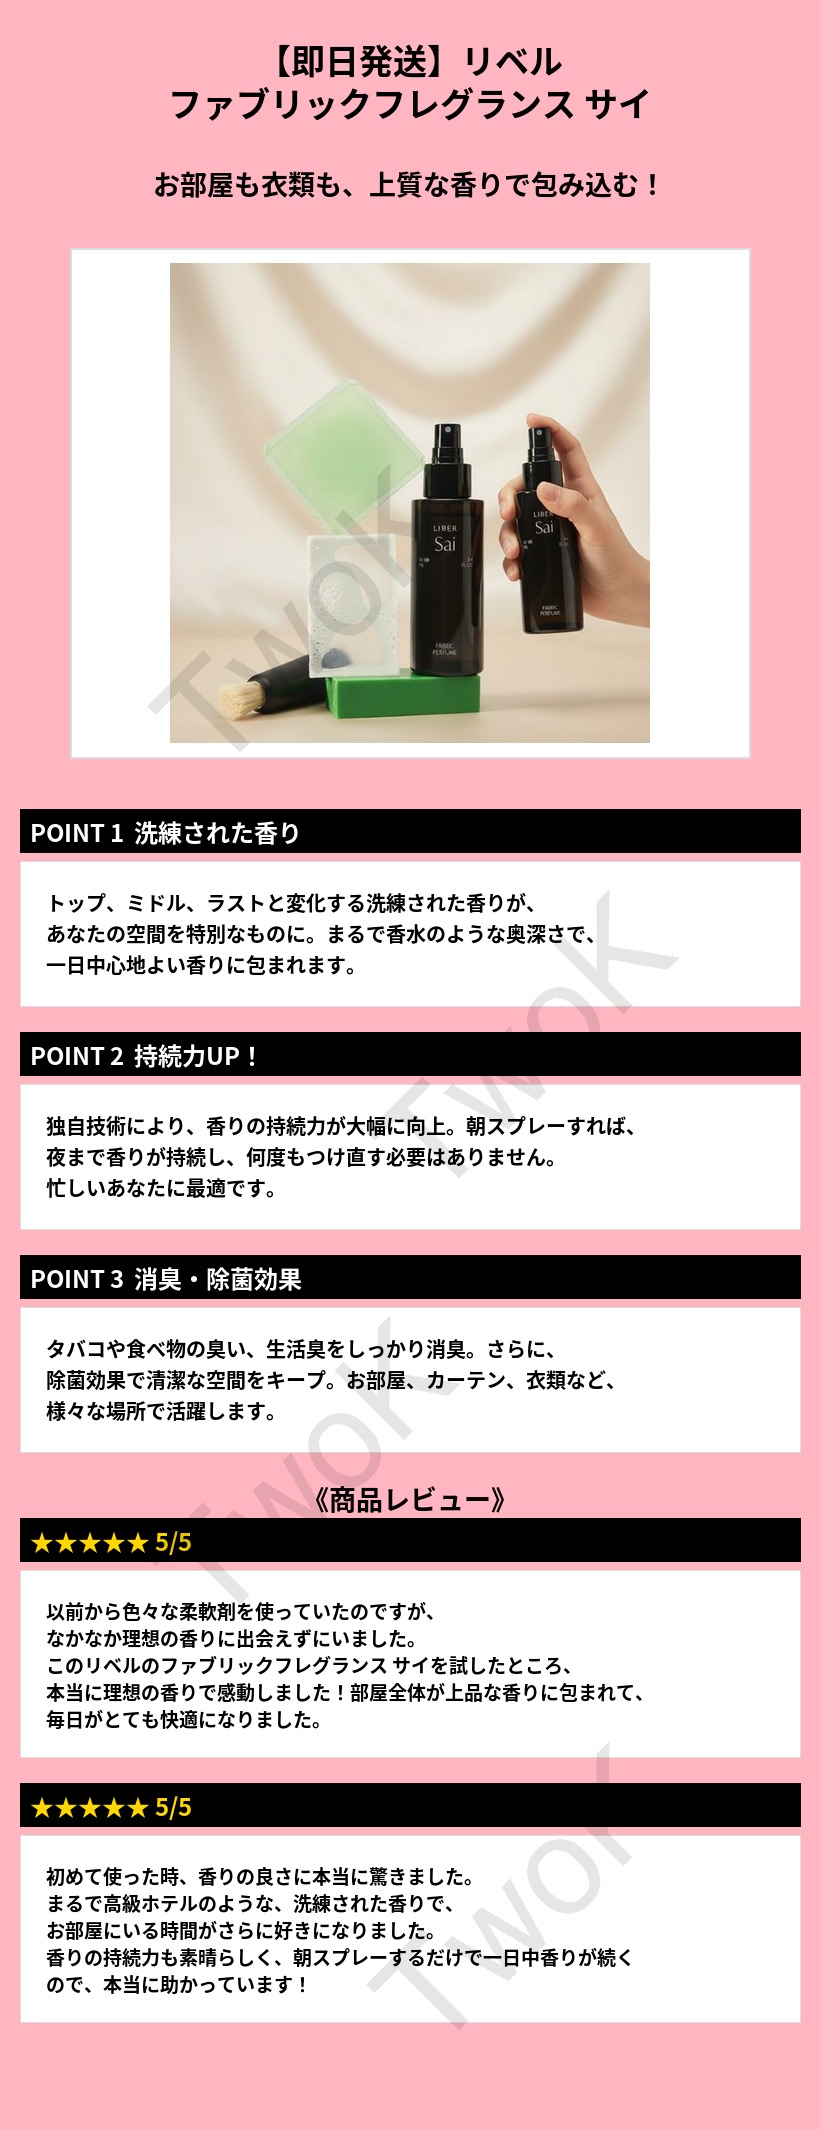 【即日発送】リベル
ファブリックフレグランス サイ
お部屋も衣類も、上質な香りで包み込む！
LIBER
Sai
FABRIC
PERFUME
LIBER
Sai
FABRIC
PERFUME
TwoK
POINT 1 洗練された香り
トップ、ミドル、ラストと変化する洗練された香りが、
あなたの空間を特別なものに。まるで香水のような奥深さで、
一日中心地よい香りに包まれます。
TwoK
POINT 2 持続力UP！
独自技術により、香りの持続力が大幅に向上。朝スプレーすれば、
夜まで香りが持続し、何度もつけ直す必要はありません。
忙しいあなたに最適です。
POINT 3 消臭・除菌効果
タバコや食べ物の臭い、生活臭をしっかり消臭。さらに、
除菌効果で清潔な空間をキープ。お部屋、カーテン、衣類など、
様々な場所で活躍します。
TwoK
《商品レビュー》
★★★★★ 5/5
以前から色々な柔軟剤を使っていたのですが、
なかなか理想の香りに出会えずにいました。
このリベルのファブリックフレグランス サイを試したところ、
本当に理想の香りで感動しました！部屋全体が上品な香りに包まれて、
毎日がとても快適になりました。
★★★★★ 5/5
初めて使った時、香りの良さに本当に驚きました。
まるで高級ホテルのような、洗練された香りで、
お部屋にいる時間がさらに好きになりました。
香りの持続力も素晴らしく、朝スプレーするだけで一日中香りが続く
ので、本当に助かっています！
TwoK